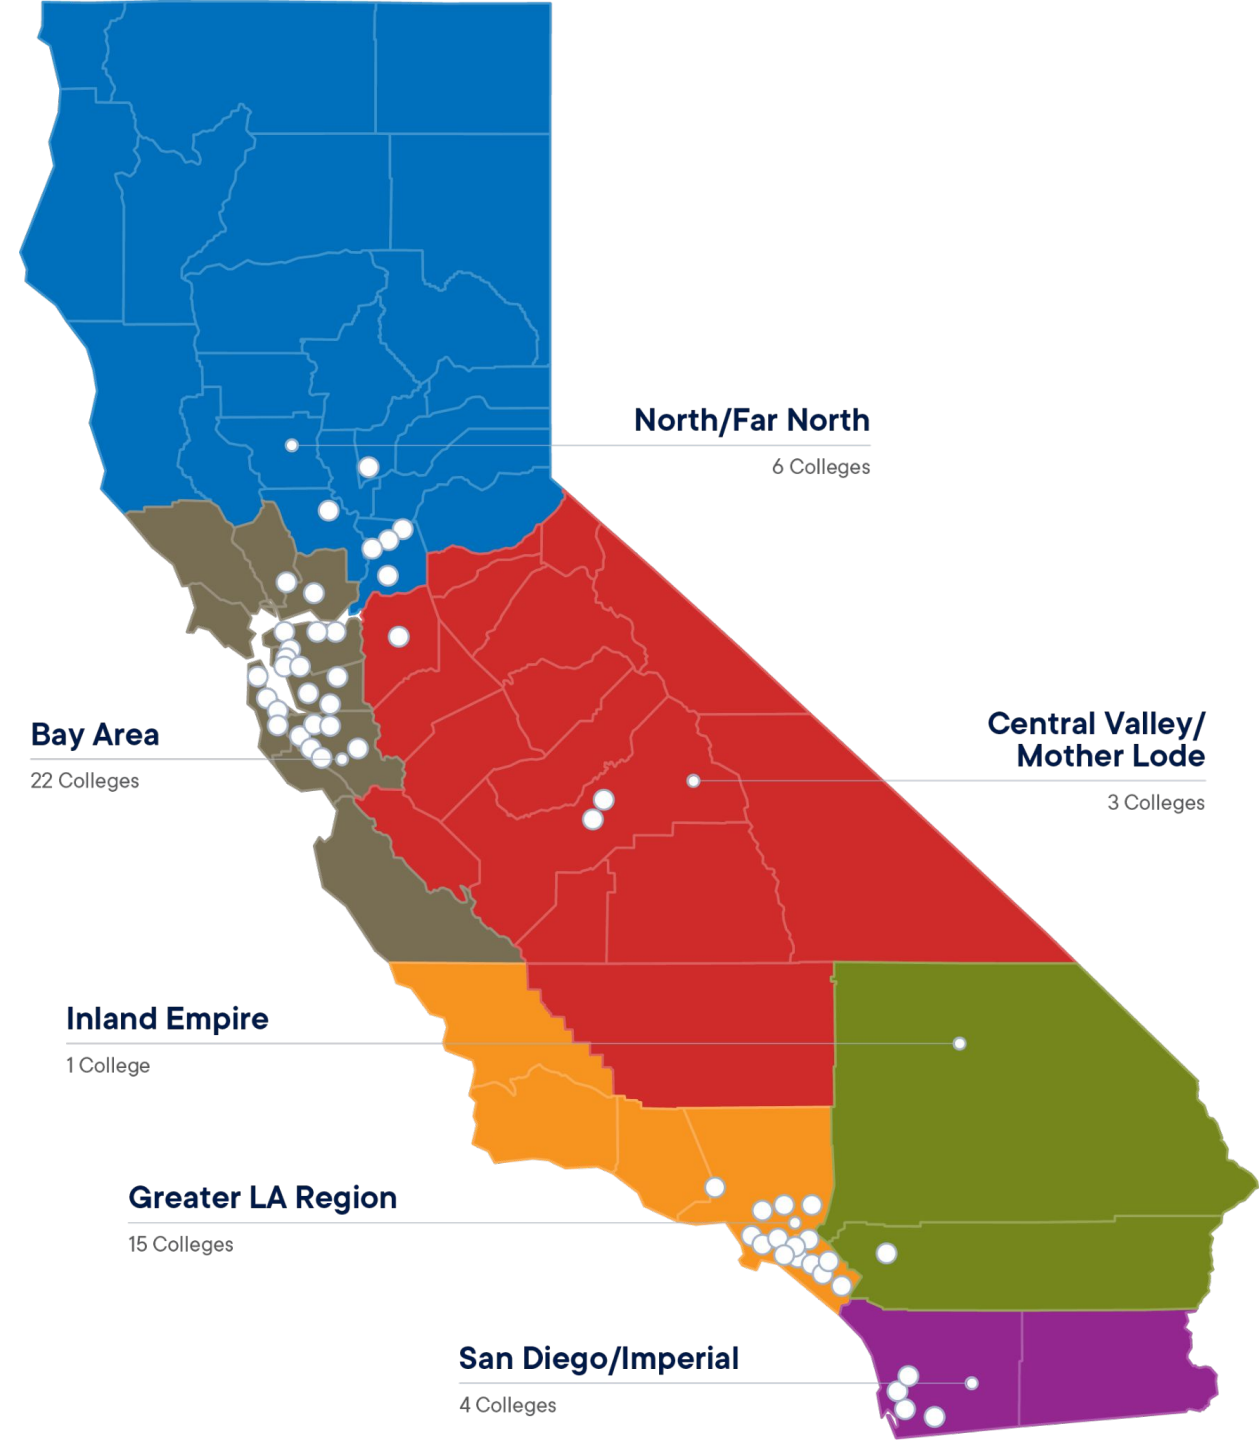 North/Far North
6 Colleges
Bay Area
22 Colleges
Central Valley/
Mother Lode
3 Colleges
Inland Empire
1 College
Greater LA Region
15 Colleges
San Diego/Imperial
4 Colleges